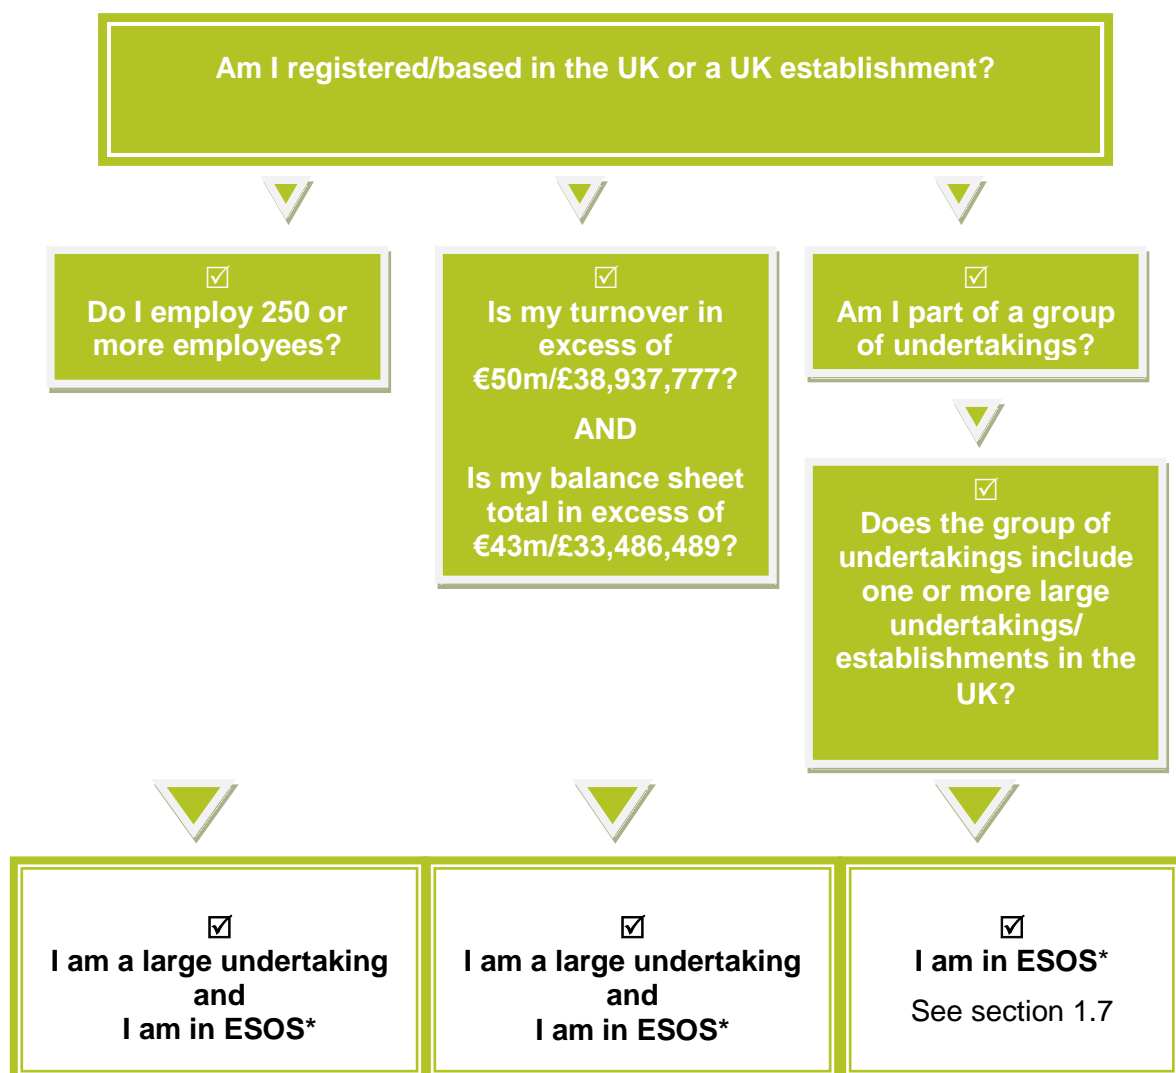 Am I registered/based in the UK or a UK establishment?
☑
Do I employ 250 or
more employees?
☑
Is my turnover in
excess of
€50m/£38,937,777?
AND
Is my balance sheet
total in excess of
€43m/£33,486,489?
☑
Am I part of a group
of undertakings?
☑
Does the group of
undertakings include
one or more large
undertakings/
establishments in the
UK?
☑
I am a large undertaking
and
I am in ESOS*
☑
I am a large undertaking
and
I am in ESOS*
☑
I am in ESOS*
See section 1.7